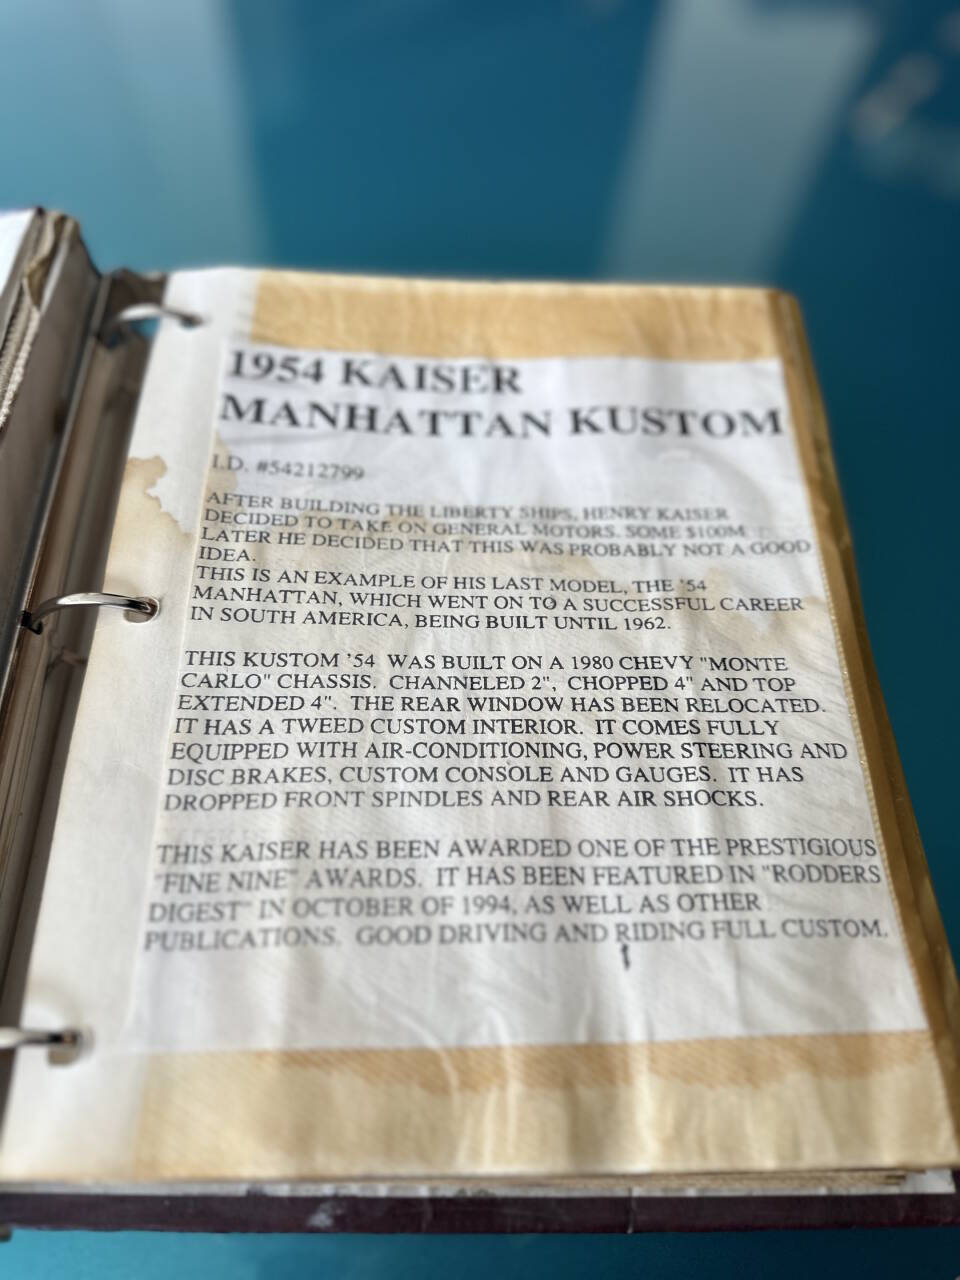 1954 KAISER
MANHATTAN KUSTOM
I.D. #54212799
AFTER BUILDING THE LIBERTY SHIPS, HENRY KAISER
DECIDED TO TAKE ON GENERAL MOTORS. SOME $100M
LATER HE DECIDED THAT THIS WAS PROBABLY NOT A GOOD
IDEA.
THIS IS AN EXAMPLE OF HIS LAST MODEL, THE '54
MANHATTAN, WHICH WENT ON TO A SUCCESSFUL CAREER
IN SOUTH AMERICA, BEING BUILT UNTIL 1962.
THIS KUSTOM '54 WAS BUILT ON A 1980 CHEVY "MONTE
CARLO" CHASSIS. CHANNELED 2", CHOPPED 4" AND TOP
EXTENDED 4". THE REAR WINDOW HAS BEEN RELOCATED.
IT HAS A TWEED CUSTOM INTERIOR. IT COMES FULLY
EQUIPPED WITH AIR-CONDITIONING, POWER STEERING AND
DISC BRAKES, CUSTOM CONSOLE AND GAUGES. IT HAS
DROPPED FRONT SPINDLES AND REAR AIR SHOCKS.
THIS KAISER HAS BEEN AWARDED ONE OF THE PRESTIGIOUS
"FINE NINE" AWARDS. IT HAS BEEN FEATURED IN "RODDERS
DIGEST" IN OCTOBER OF 1994, AS WELL AS OTHER
PUBLICATIONS. GOOD DRIVING AND RIDING FULL CUSTOM.